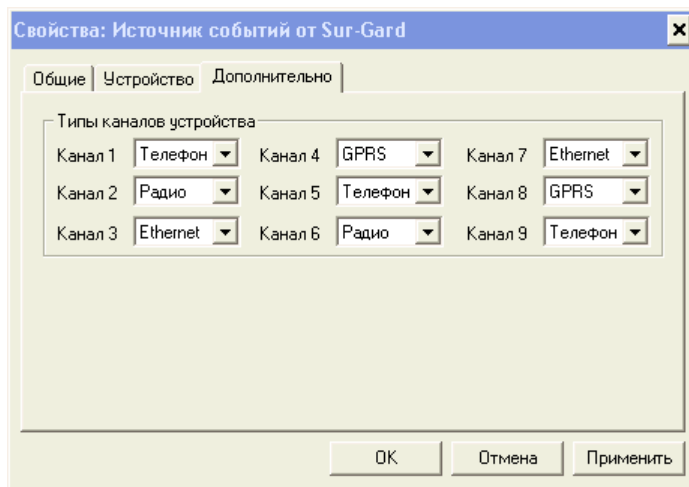 Свойства: Источник событий от Sur-Gard
Общие Устройство Дополнительно
Типы каналов устройства
Канал 1 Телефон Канал 4 GPRS Канал 7 Ethernet
Канал 2 Радио Канал 5 Телефон Канал 8 GPRS
Канал 3 Ethernet Канал 6 Радио Канал 9 Телефон
OK Отмена Применить